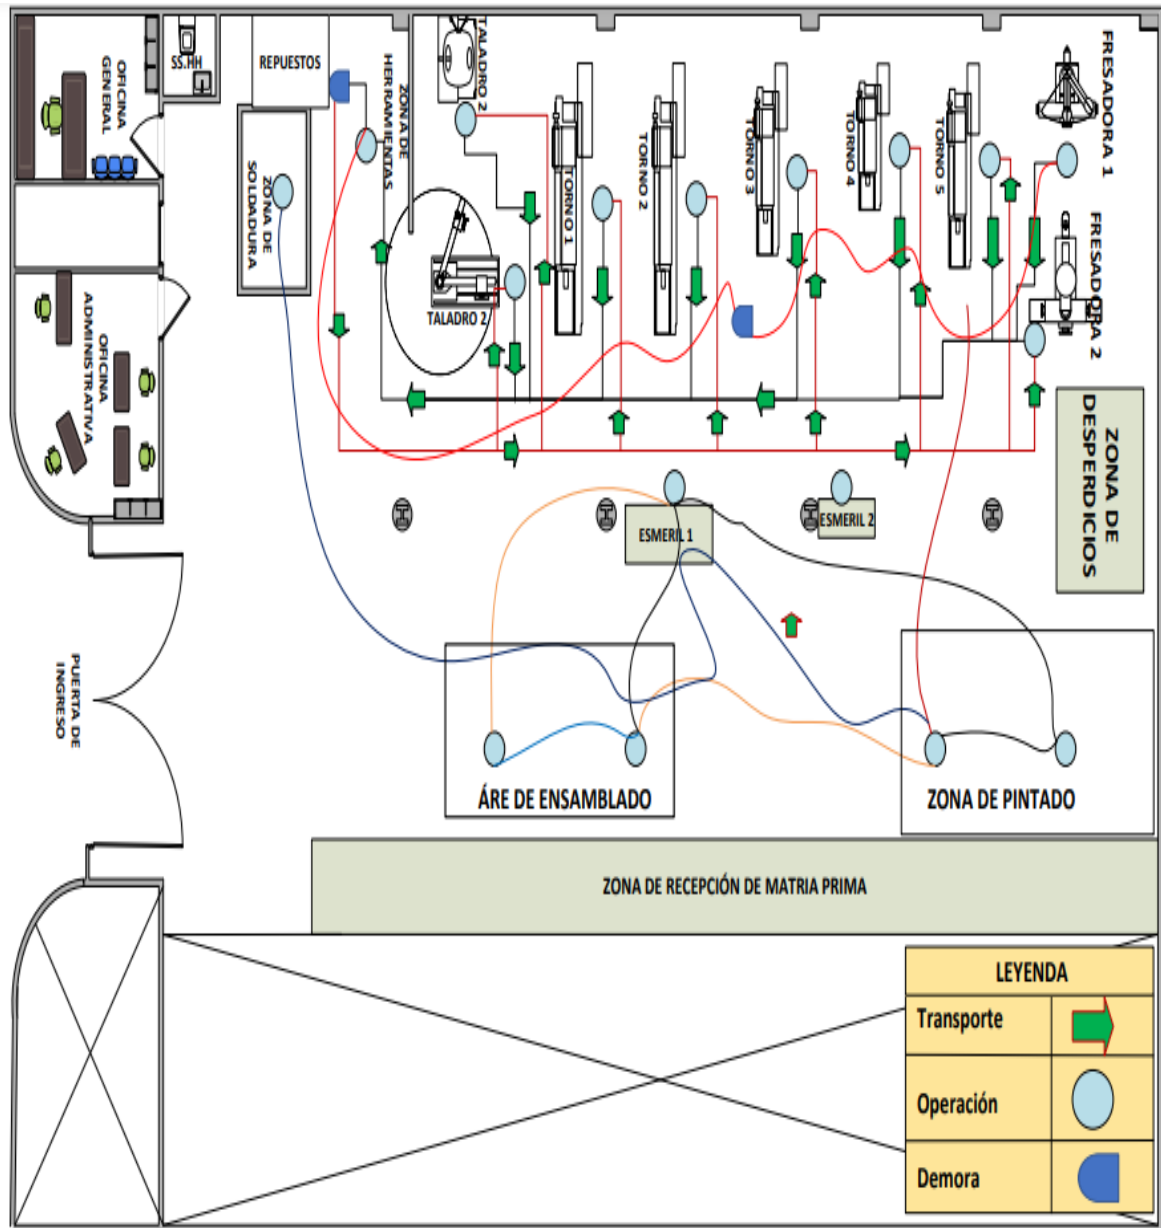 OFICINA
GENERAL
SS.HH
REPUESTOS
ZONA DE
HERRAMIENTAS
TALADRO 2
TORNO 1
TORNO 2
TORNO 3
TORNO 4
TORNO 5
FRESADORA 1
ZONA DE
SOLDADURA
TALADRO 2
FRESADORA 2
OFICINA
ADMINISTRATIVA
ZONA DE
DESPERDICIOS
ESMERIL 1
ESMERIL 2
PUERTA DE
INGRESO
ÁRE DE ENSAMBLADO
ZONA DE PINTADO
ZONA DE RECEPCIÓN DE MATRIA PRIMA
LEYENDA
Transporte
Operación
Demora